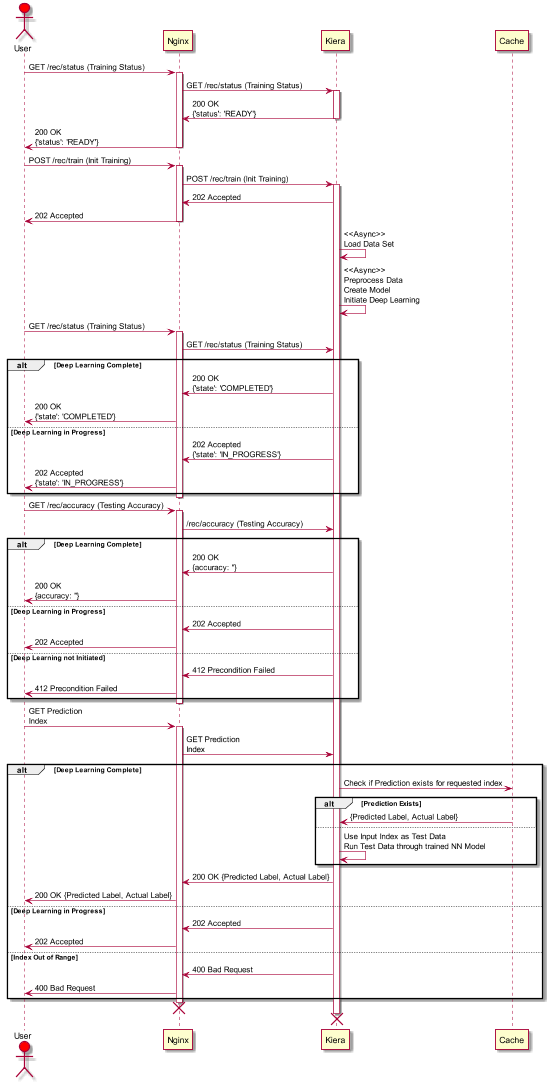 User
Nginx
Kiera
Cache
GET /rec/status (Training Status)
GET /rec/status (Training Status)
200 OK
{'status': 'READY'}
200 OK
{'status': 'READY'}
POST /rec/train (Init Training)
POST /rec/train (Init Training)
202 Accepted
202 Accepted
<<Async>>
Load Data Set
<<Async>>
Preprocess Data
Create Model
Initiate Deep Learning
GET /rec/status (Training Status)
GET /rec/status (Training Status)
alt [Deep Learning Complete]
200 OK
{'state': 'COMPLETED'}
200 OK
{'state': 'COMPLETED'}
[Deep Learning in Progress]
202 Accepted
{'state': 'IN_PROGRESS'}
202 Accepted
{'state': 'IN_PROGRESS'}
GET /rec/accuracy (Testing Accuracy)
/rec/accuracy (Testing Accuracy)
alt [Deep Learning Complete]
200 OK
{accuracy: ''}
200 OK
{accuracy: ''}
[Deep Learning in Progress]
202 Accepted
202 Accepted
[Deep Learning not Initiated]
412 Precondition Failed
412 Precondition Failed
GET Prediction
Index
GET Prediction
Index
alt [Deep Learning Complete]
Check if Prediction exists for requested index
alt [Prediction Exists]
{Predicted Label, Actual Label}
Use Input Index as Test Data
Run Test Data through trained NN Model
200 OK {Predicted Label, Actual Label}
200 OK {Predicted Label, Actual Label}
[Deep Learning in Progress]
202 Accepted
202 Accepted
[Index Out of Range]
400 Bad Request
400 Bad Request
User
Nginx
Kiera
Cache